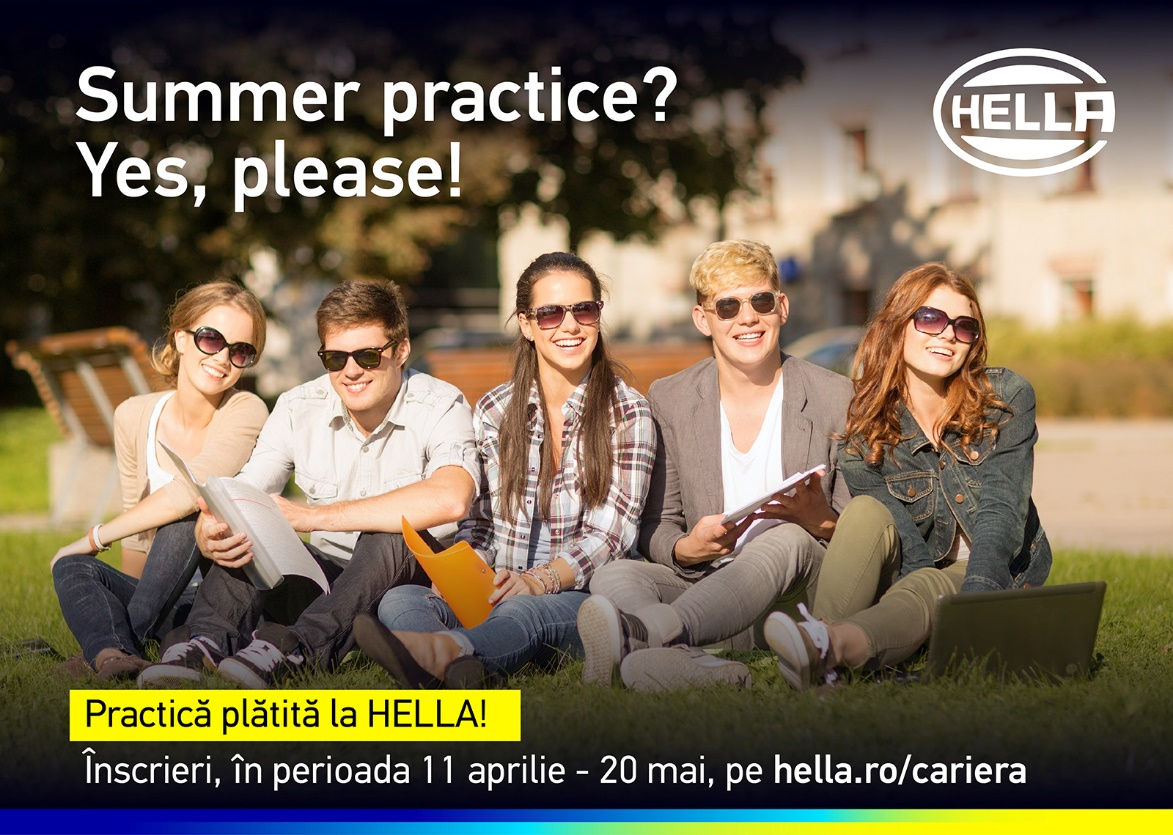 Summer practice?
Yes, please!
HELLA
Practică plătită la HELLA!
Înscrieri, în perioada 11 aprilie - 20 mai, pe hella.ro/cariera